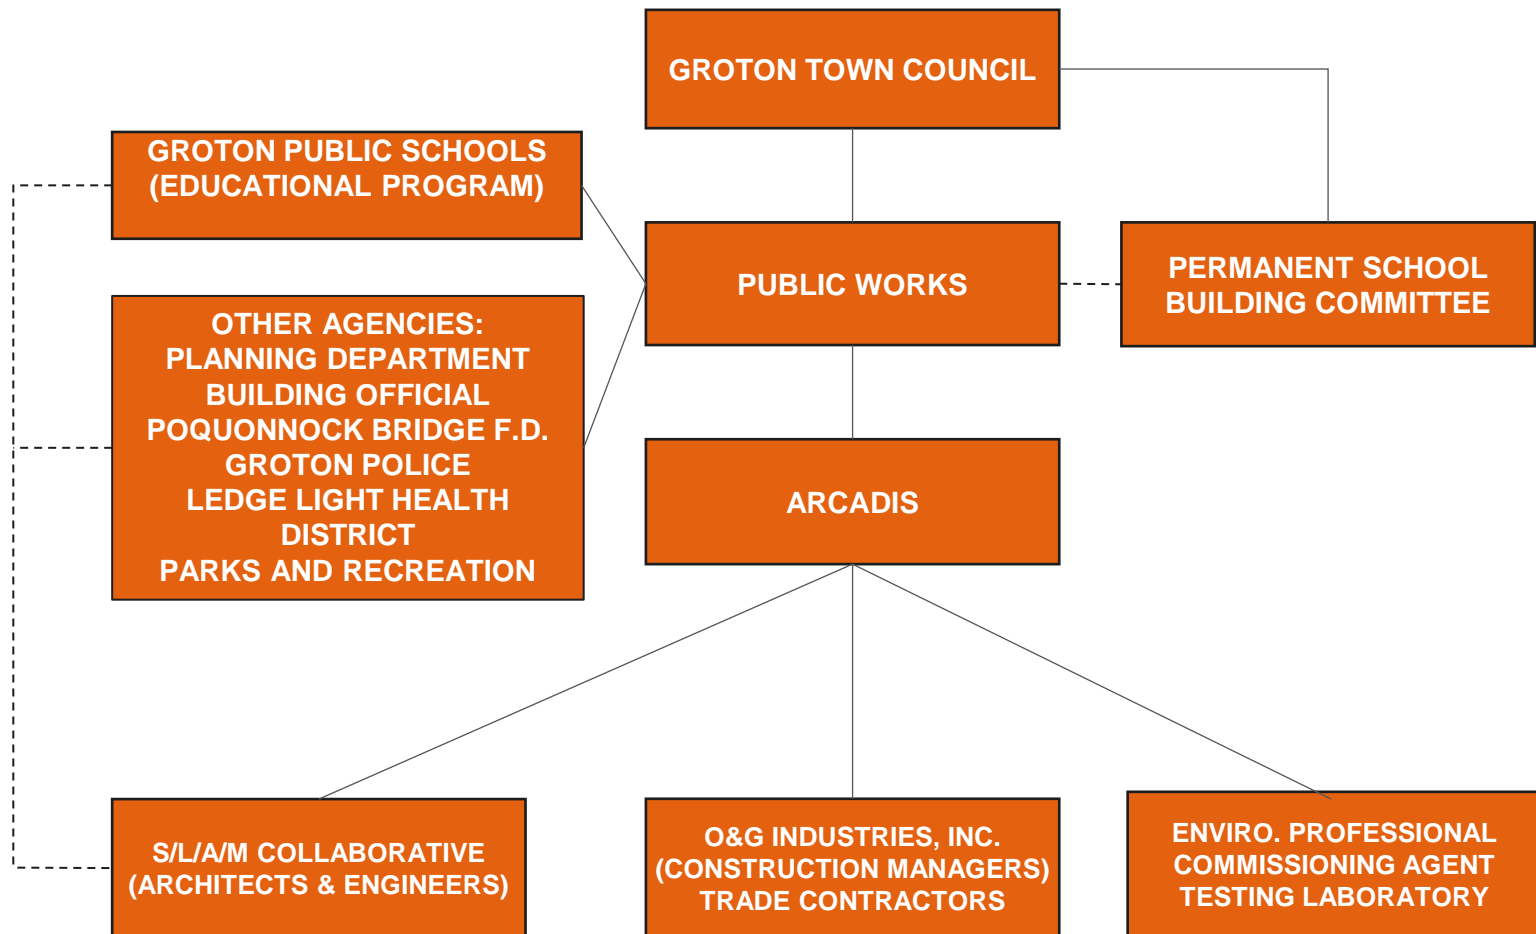 GROTON TOWN COUNCIL
GROTON PUBLIC SCHOOLS
(EDUCATIONAL PROGRAM)
PUBLIC WORKS
PERMANENT SCHOOL
BUILDING COMMITTEE
OTHER AGENCIES:
PLANNING DEPARTMENT
BUILDING OFFICIAL
POQUONNOCK BRIDGE F.D.
GROTON POLICE
LEDGE LIGHT HEALTH
DISTRICT
PARKS AND RECREATION
ARCADIS
S/L/A/M COLLABORATIVE
(ARCHITECTS & ENGINEERS)
O&G INDUSTRIES, INC.
(CONSTRUCTION MANAGERS)
TRADE CONTRACTORS
ENVIRO. PROFESSIONAL
COMMISSIONING AGENT
TESTING LABORATORY